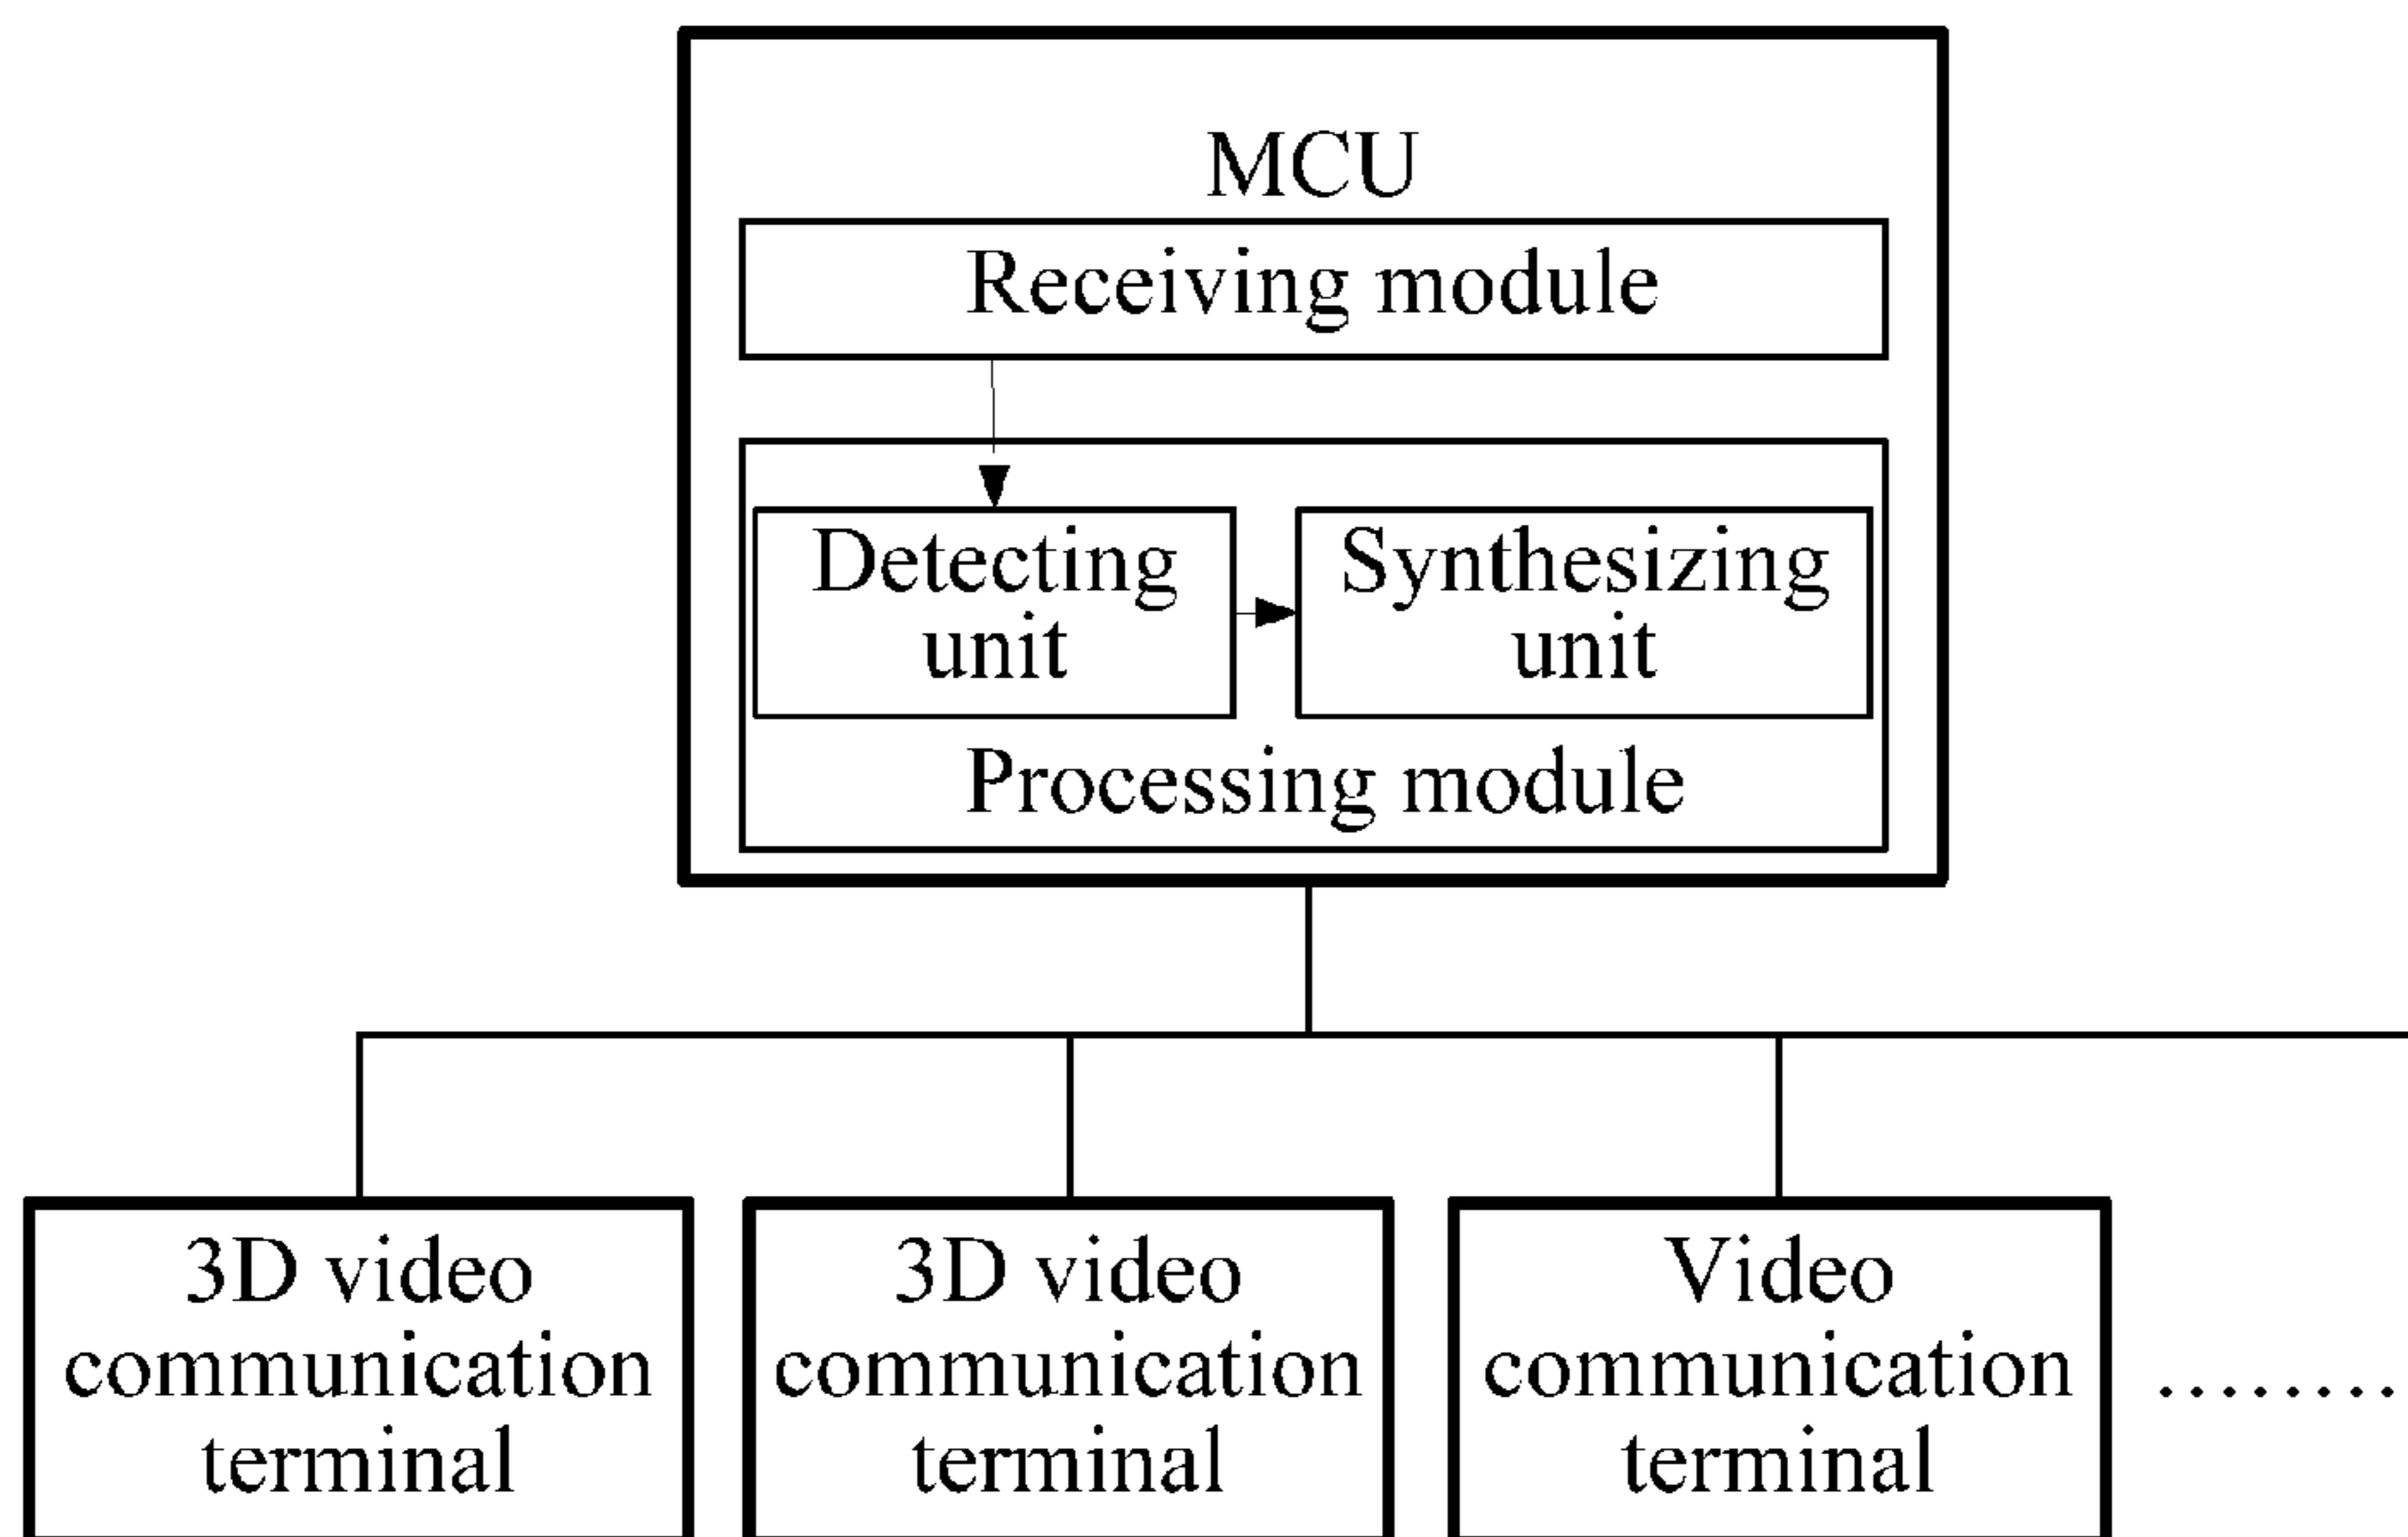 MCU
Receiving module
Detecting
unit
Synthesizing
unit
Processing module
3D video
communication
terminal
3D video
communication
terminal
Video
communication
terminal
........